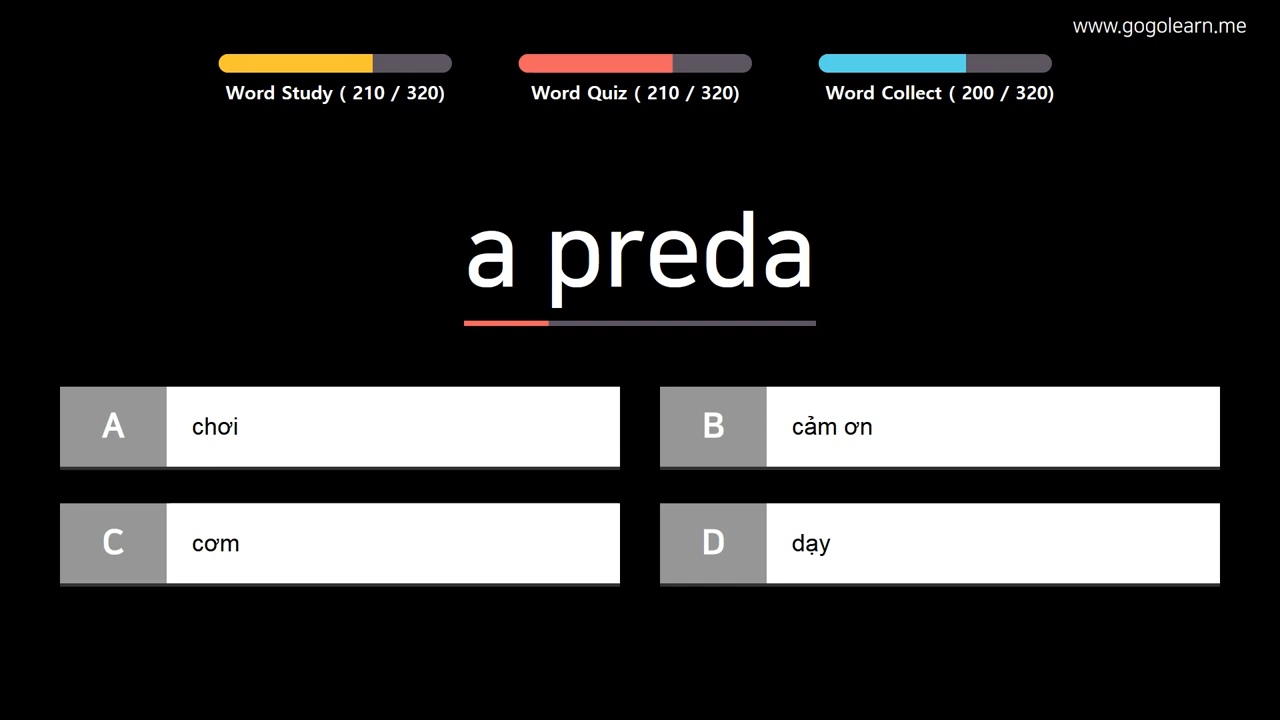 www.gogolearn.me
Word Study ( 210 / 320)
Word Quiz ( 210 / 320)
Word Collect ( 200 / 320)
a preda
A chơi
B cảm ơn
C cơm
D dạy